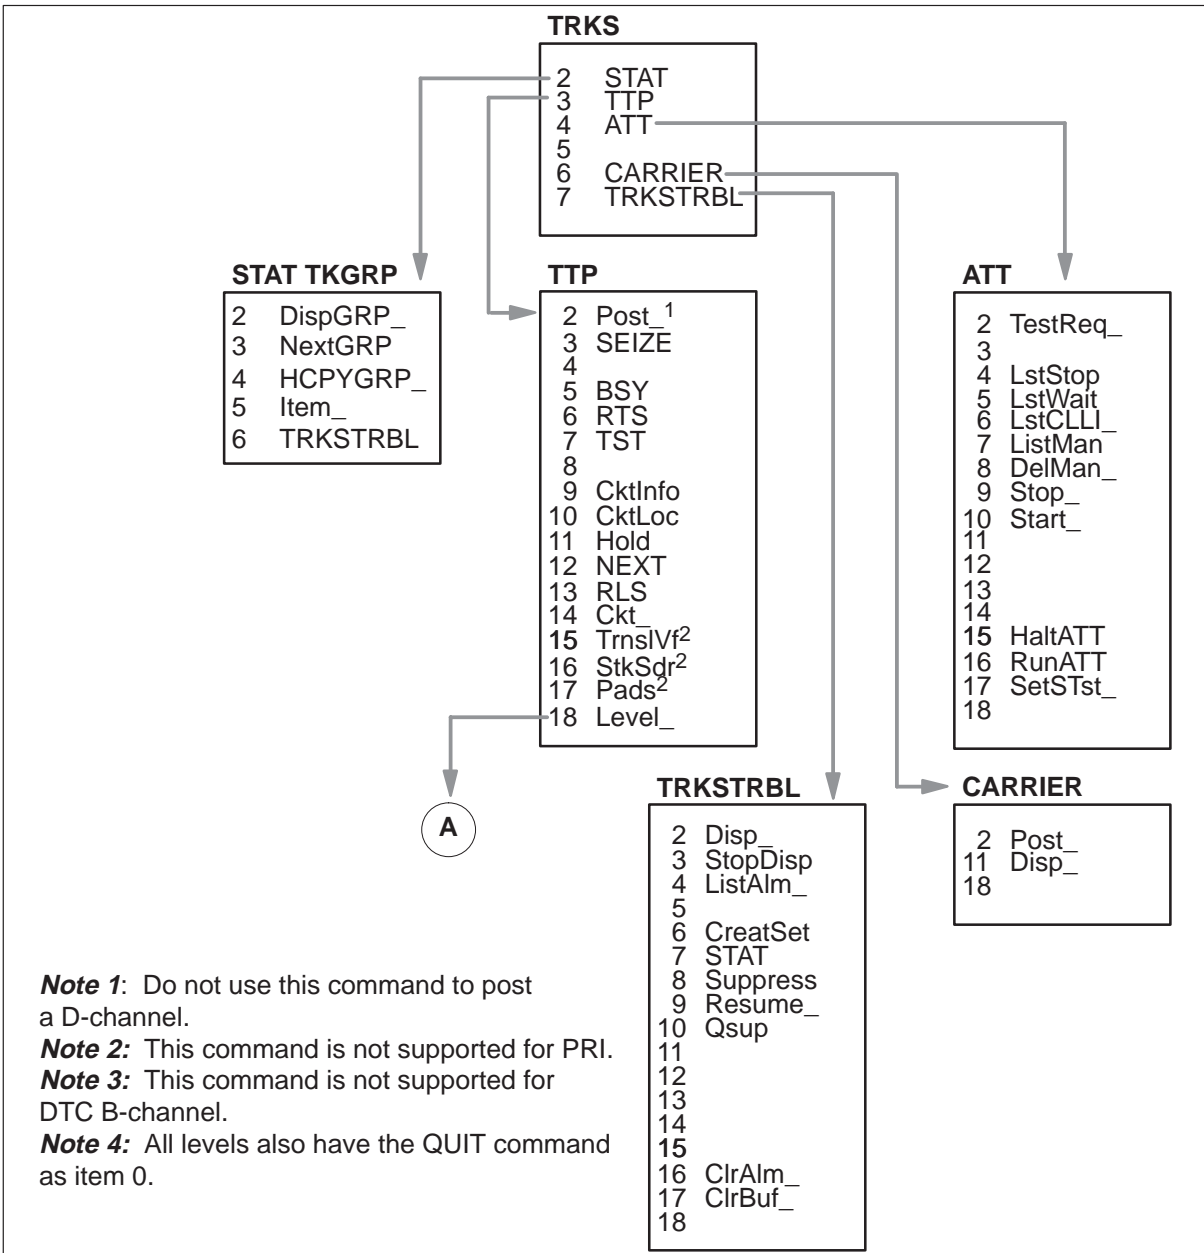 TRKS
2 STAT
3 TTP
4 ATT
5
6 CARRIER
7 TRKSTRBL
STAT TKGRP
2 DispGRP_
3 NextGRP
4 HCPYGRP_
5 Item_
6 TRKSTRBL
TTP
2 Post_1
3 SEIZE
4
5 BSY
6 RTS
7 TST
8
9 CktInfo
10 CktLoc
11 Hold
12 NEXT
13 RLS
14 Ckt_
15 TrnslVf2
16 StkSdr2
17 Pads2
18 Level_
ATT
2 TestReq_
3
4 LstStop
5 LstWait
6 LstCLLI_
7 ListMan
8 DelMan_
9 Stop_
10 Start_
11
12
13
14
15 HaltATT
16 RunATT
17 SetSTst_
18
A
TRKSTRBL
2 Disp_
3 StopDisp
4 ListAlm_
5
6 CreatSet
7 STAT
8 Suppress
9 Resume_
10 Qsup
11
12
13
14
15
16 ClrAlm_
17 ClrBuf_
18
CARRIER
2 Post_
11 Disp_
18
Note 1: Do not use this command to post
a D-channel.
Note 2: This command is not supported for PRI.
Note 3: This command is not supported for
DTC B-channel.
Note 4: All levels also have the QUIT command
as item 0.